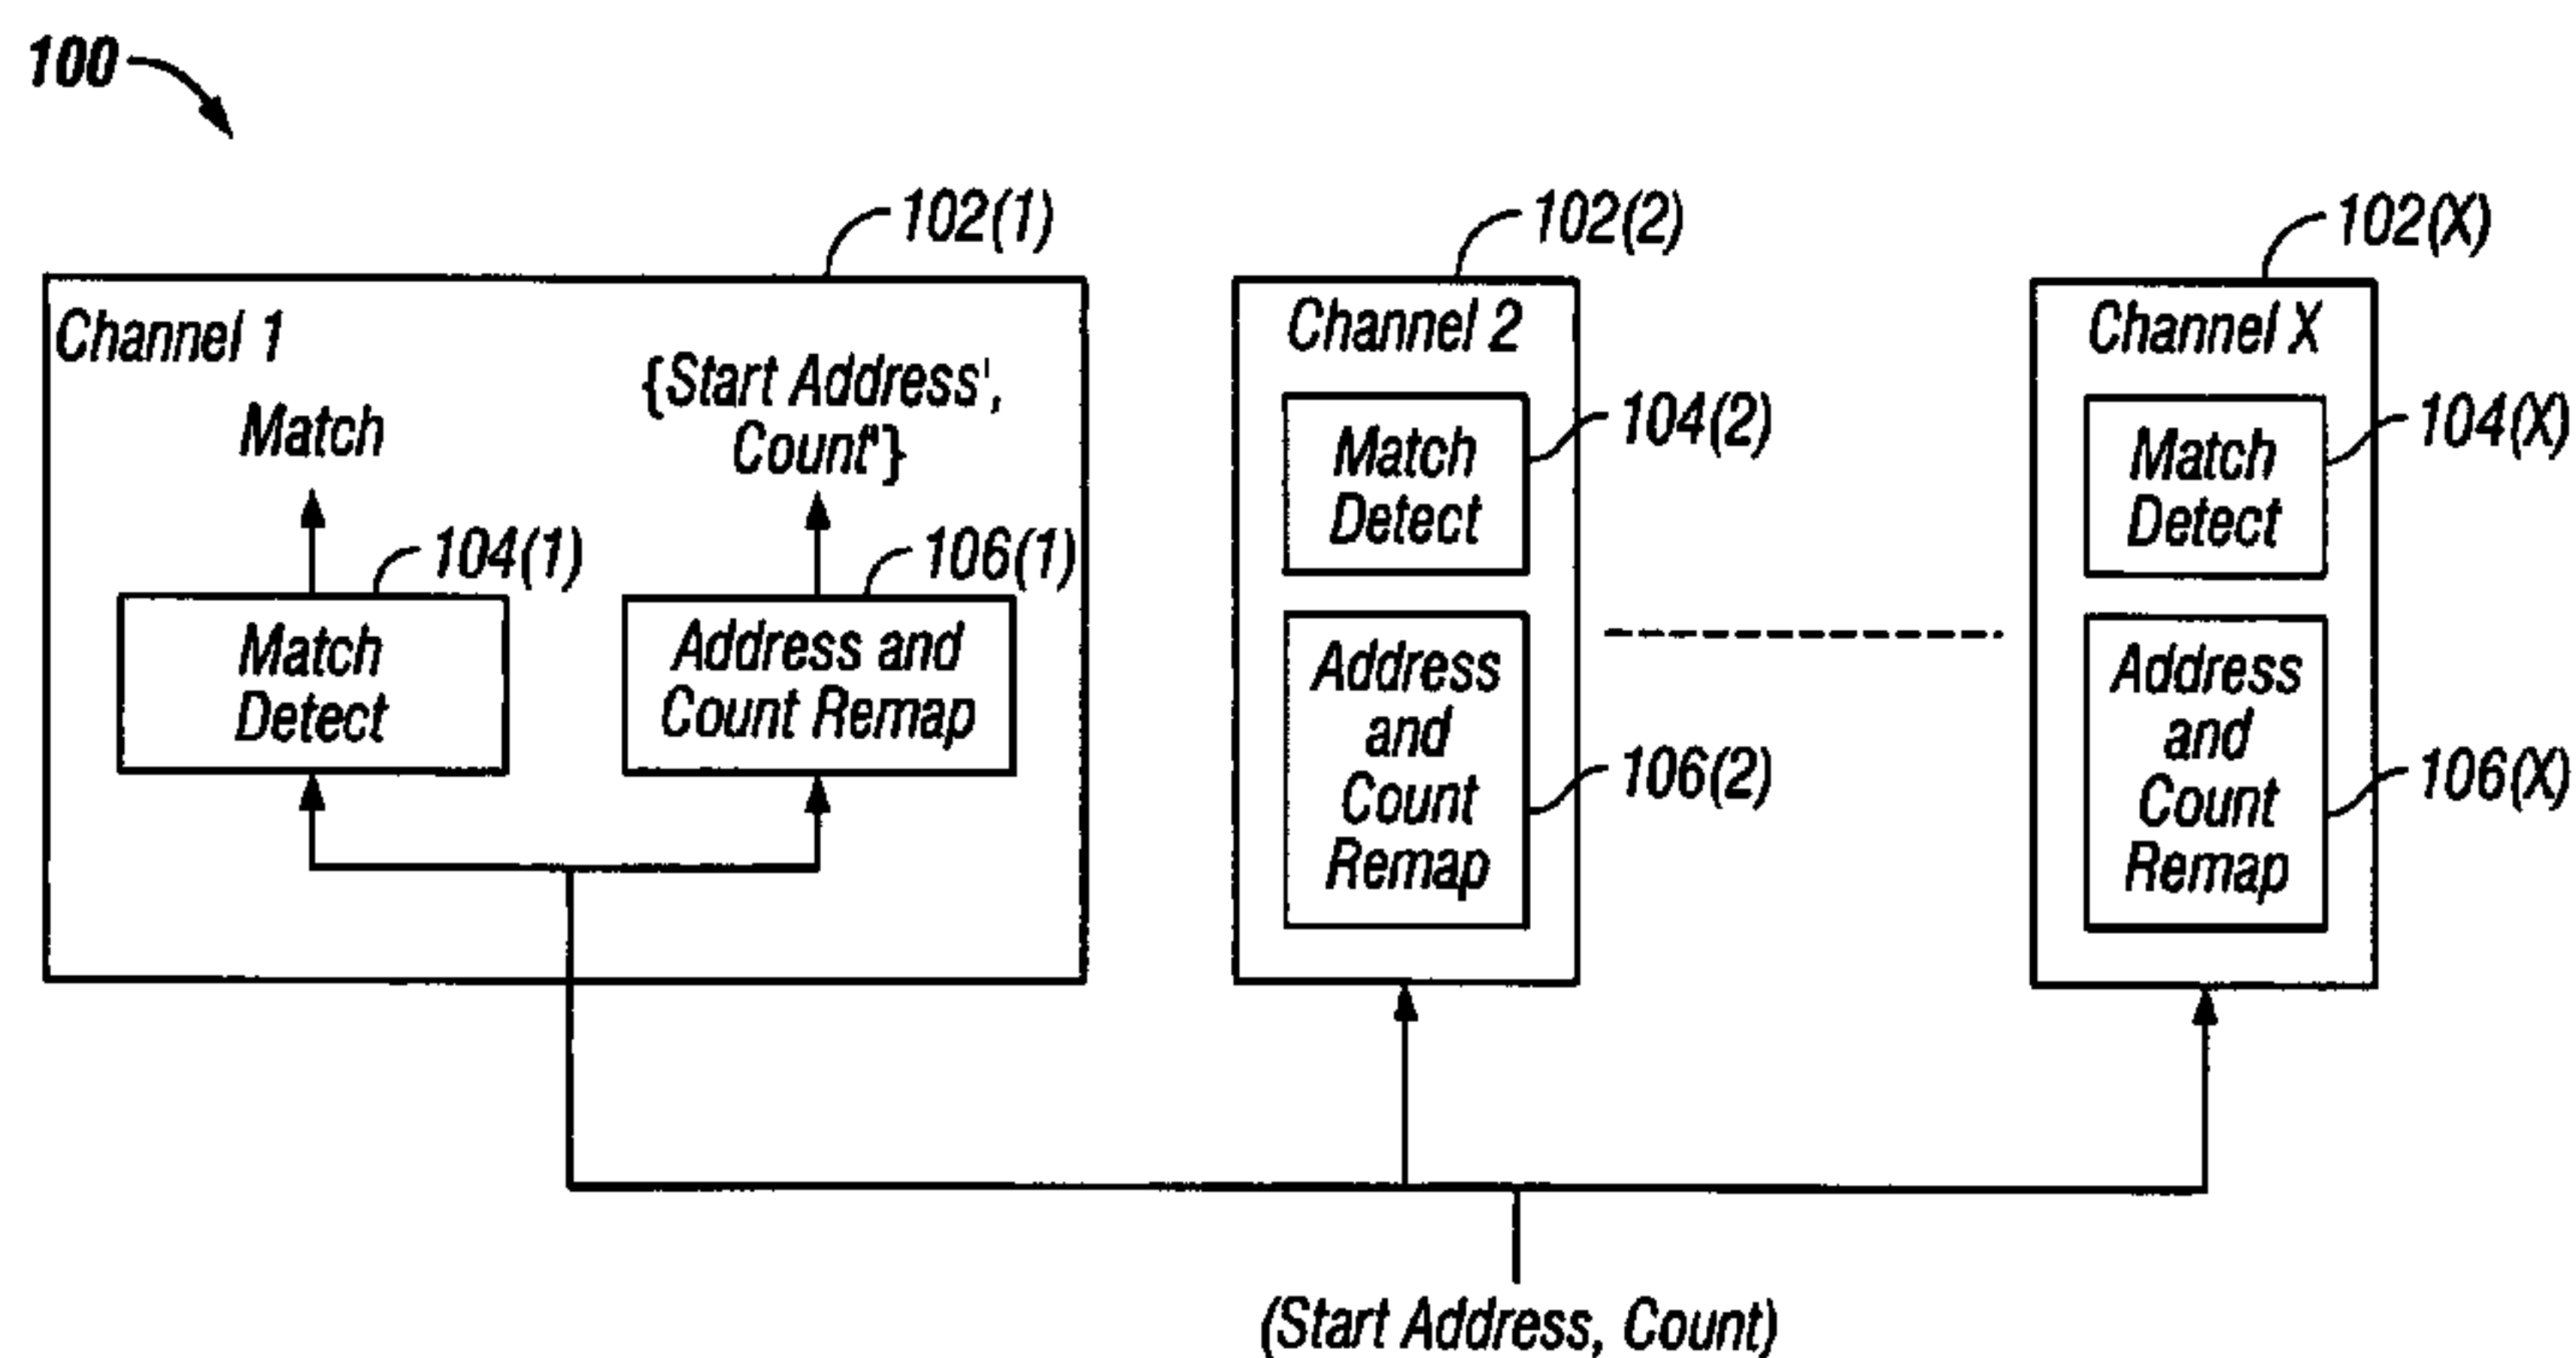 100
102(1)
102(2)
102(X)
Channel 1
Match
{Start Address',
Count'}
104(1)
106(1)
Match
Detect
Address and
Count Remap
Channel 2
Match
Detect
104(2)
Address
and
Count
Remap
106(2)
Channel X
Match
Detect
104(X)
Address
and
Count
Remap
106(X)
(Start Address, Count)